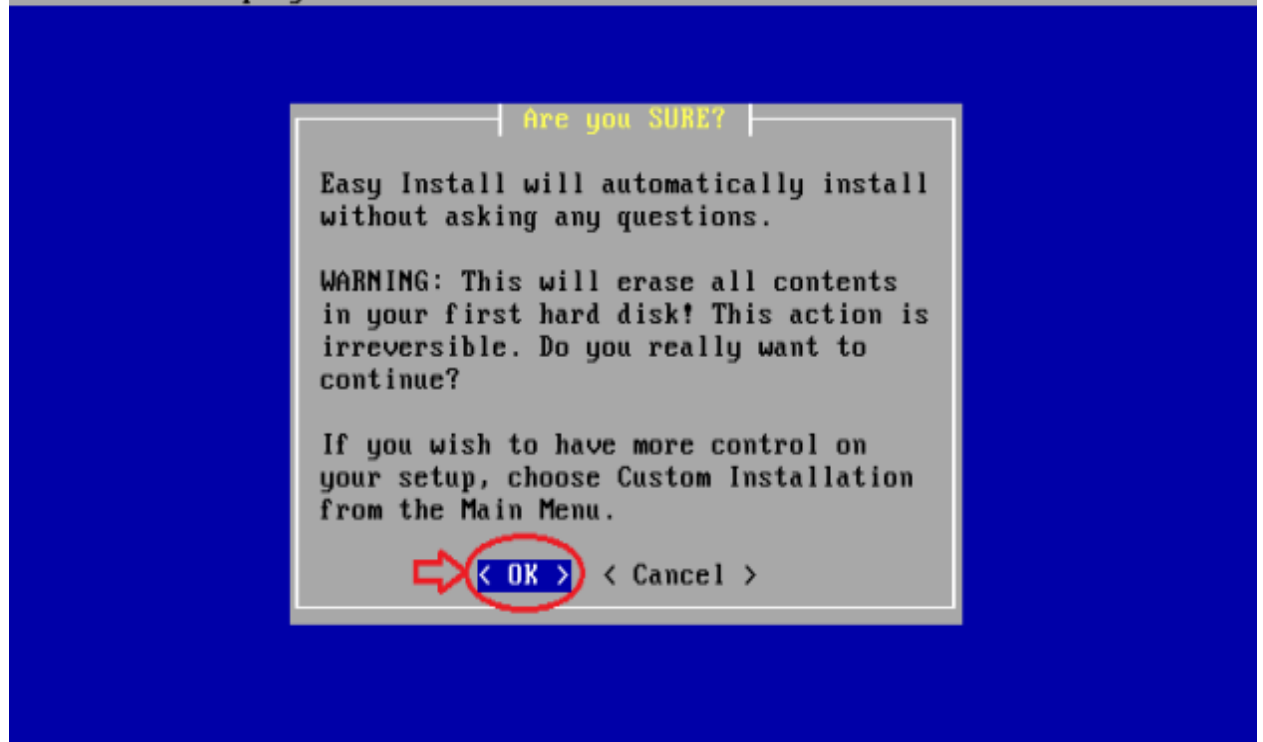 Are you SURE?
Easy Install will automatically install
without asking any questions.
WARNING: This will erase all contents
in your first hard disk! This action is
irreversible. Do you really want to
continue?
If you wish to have more control on
your setup, choose Custom Installation
from the Main Menu.
< OK > < Cancel >